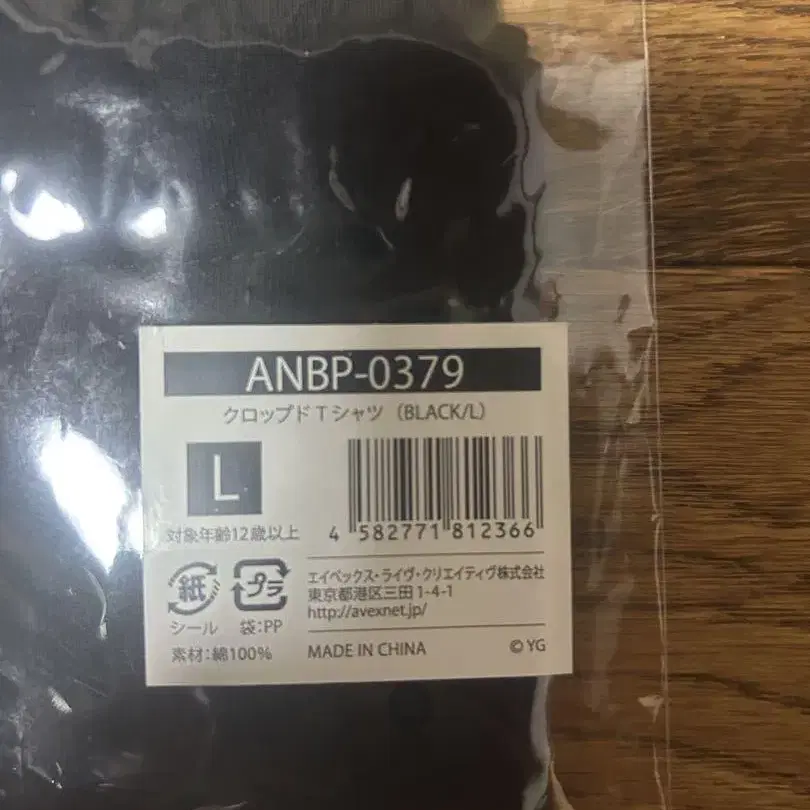 ANBP-0379
クロップドTシャツ（BLACK/L）
L
対象年齢12歳以上
4 582771 812366
紙
シール
プラ
袋:PP
素材:綿100%
エイベックス・ライヴ・クリエイティヴ株式会社
東京都港区三田1-4-1
http://avexnet.jp/
MADE IN CHINA
© YG